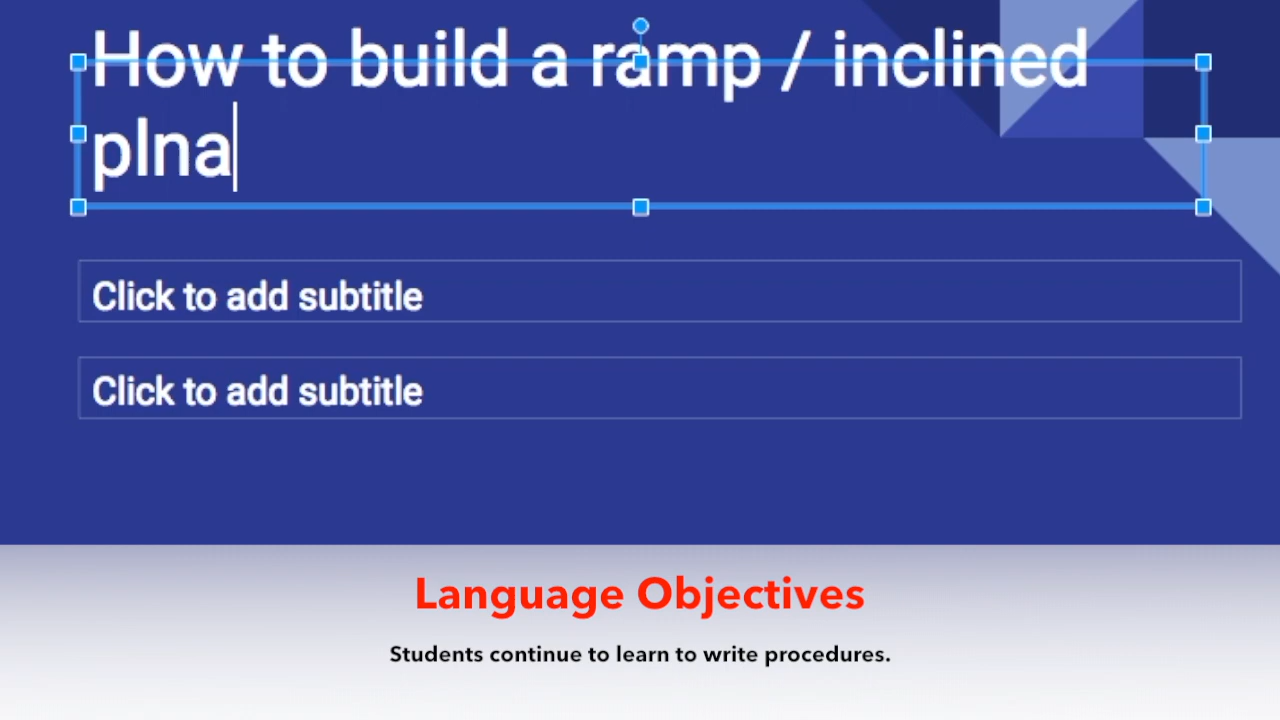 How to build a ramp / inclined
plna
Click to add subtitle
Click to add subtitle
Language Objectives
Students continue to learn to write procedures.